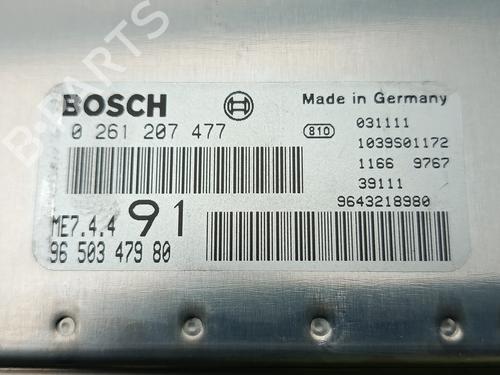 BOSCH
Made in Germany
0 261 207 477
810
031111
1039S01172
1166 9767
39111
9643218980
ME7.4.4 91
96 503 479 80
B-PARTS